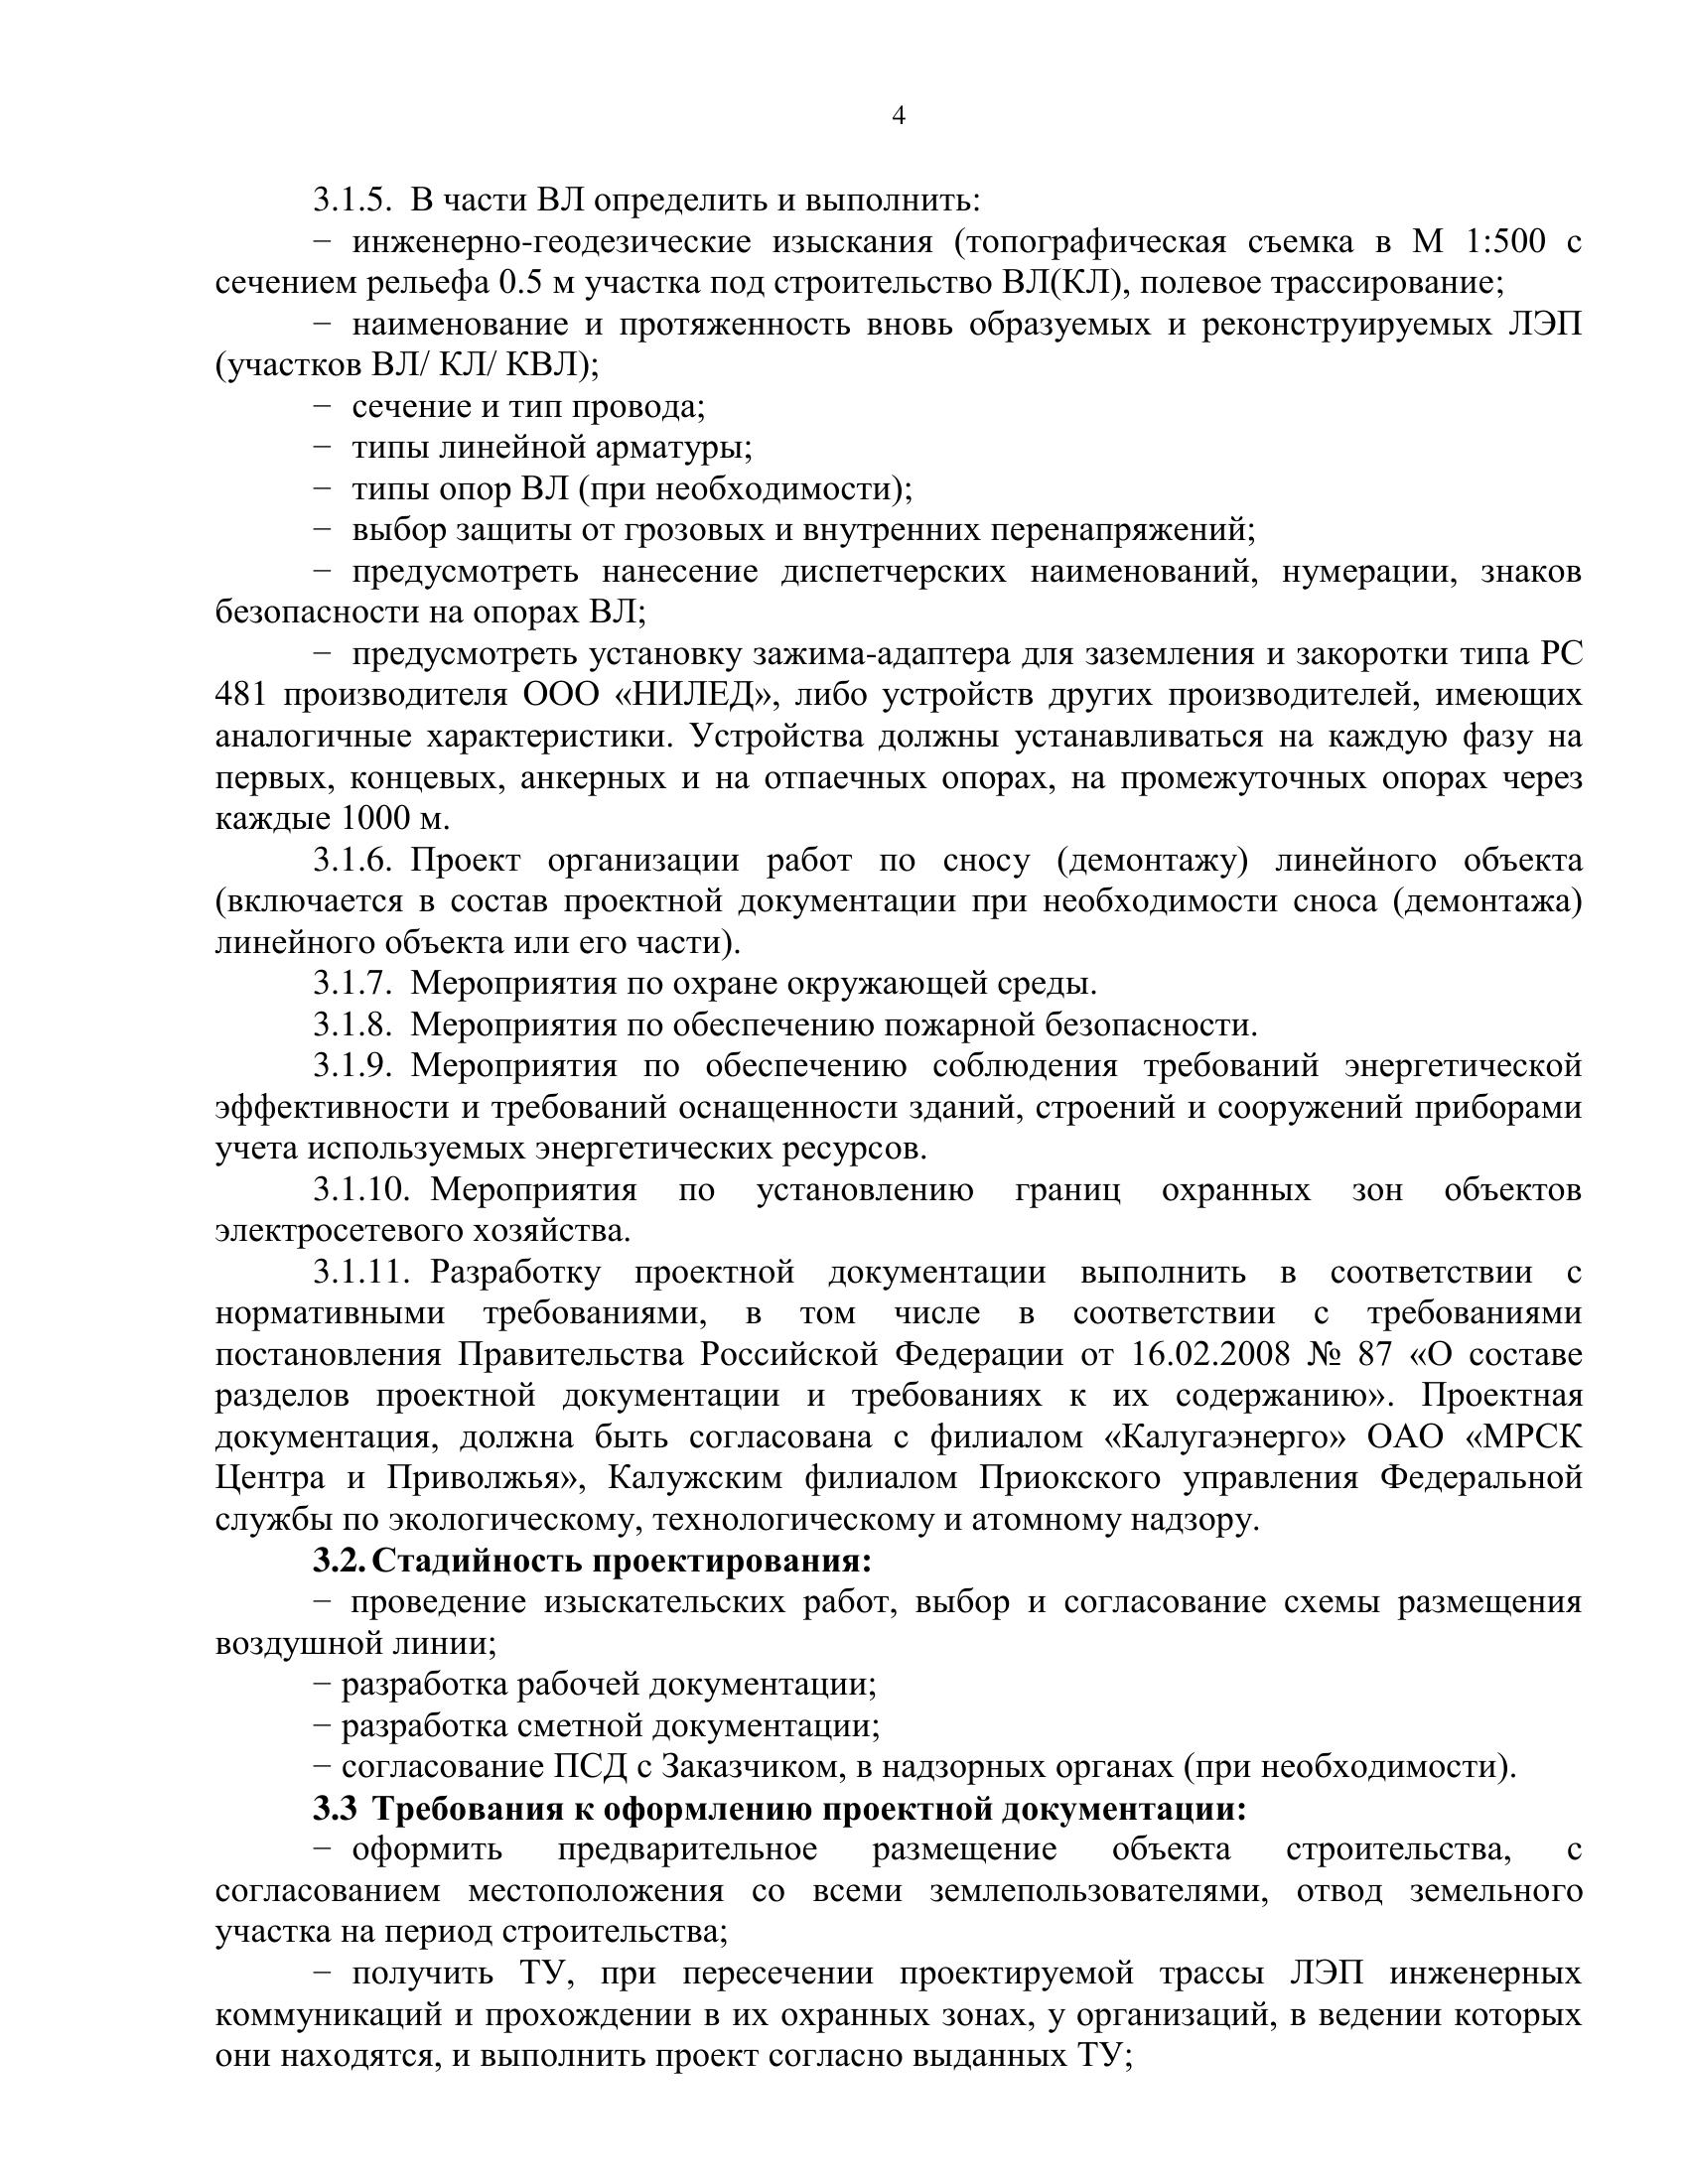 4
3.1.5. В части ВЛ определить и выполнить:
− инженерно-геодезические изыскания (топографическая съемка в М 1:500 с
сечением рельефа 0.5 м участка под строительство ВЛ(КЛ), полевое трассирование;
− наименование и протяженность вновь образуемых и реконструируемых ЛЭП
(участков ВЛ/ КЛ/ КВЛ);
− сечение и тип провода;
− типы линейной арматуры;
− типы опор ВЛ (при необходимости);
− выбор защиты от грозовых и внутренних перенапряжений;
− предусмотреть нанесение диспетчерских наименований, нумерации, знаков
безопасности на опорах ВЛ;
− предусмотреть установку зажима-адаптера для заземления и закоротки типа РС
481 производителя ООО «НИЛЕД», либо устройств других производителей, имеющих
аналогичные характеристики. Устройства должны устанавливаться на каждую фазу на
первых, концевых, анкерных и на отпаечных опорах, на промежуточных опорах через
каждые 1000 м.
3.1.6. Проект организации работ по сносу (демонтажу) линейного объекта
(включается в состав проектной документации при необходимости сноса (демонтажа)
линейного объекта или его части).
3.1.7. Мероприятия по охране окружающей среды.
3.1.8. Мероприятия по обеспечению пожарной безопасности.
3.1.9. Мероприятия по обеспечению соблюдения требований энергетической
эффективности и требований оснащенности зданий, строений и сооружений приборами
учета используемых энергетических ресурсов.
3.1.10. Мероприятия по установлению границ охранных зон объектов
электросетевого хозяйства.
3.1.11. Разработку проектной документации выполнить в соответствии с
нормативными требованиями, в том числе в соответствии с требованиями
постановления Правительства Российской Федерации от 16.02.2008 № 87 «О составе
разделов проектной документации и требованиях к их содержанию». Проектная
документация, должна быть согласована с филиалом «Калугаэнерго» ОАО «МРСК
Центра и Приволжья», Калужским филиалом Приокского управления Федеральной
службы по экологическому, технологическому и атомному надзору.
3.2. Стадийность проектирования:
− проведение изыскательских работ, выбор и согласование схемы размещения
воздушной линии;
− разработка рабочей документации;
− разработка сметной документации;
− согласование ПСД с Заказчиком, в надзорных органах (при необходимости).
3.3 Требования к оформлению проектной документации:
− оформить предварительное размещение объекта строительства, с
согласованием местоположения со всеми землепользователями, отвод земельного
участка на период строительства;
− получить ТУ, при пересечении проектируемой трассы ЛЭП инженерных
коммуникаций и прохождении в их охранных зонах, у организаций, в ведении которых
они находятся, и выполнить проект согласно выданных ТУ;